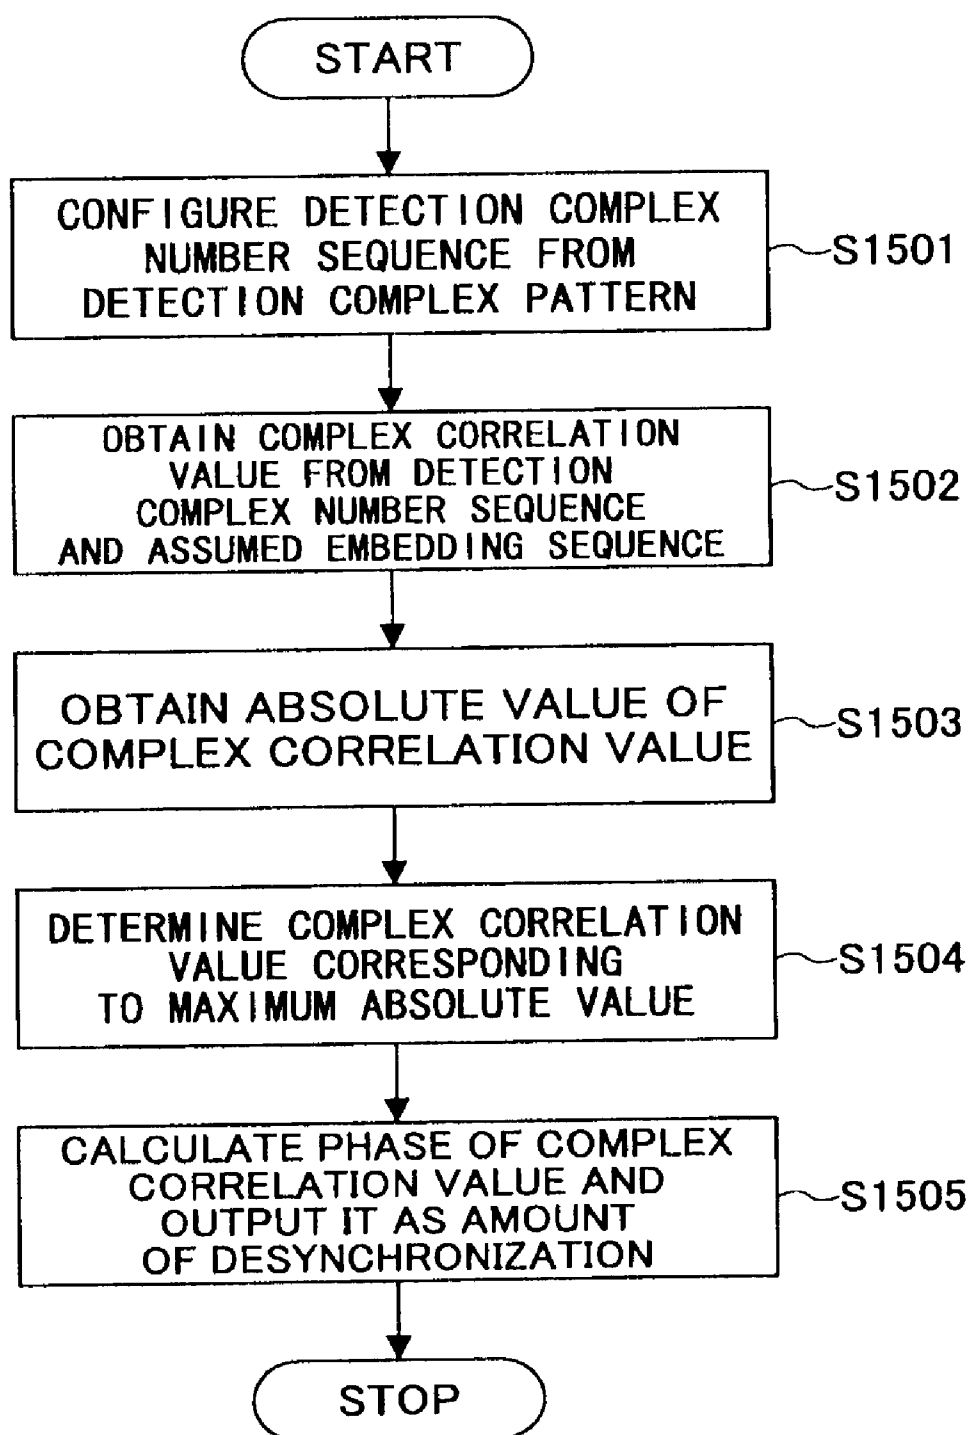 START
CONFIGURE DETECTION COMPLEX
NUMBER SEQUENCE FROM
DETECTION COMPLEX PATTERN
S1501
OBTAIN COMPLEX CORRELATION
VALUE FROM DETECTION
COMPLEX NUMBER SEQUENCE
AND ASSUMED EMBEDDING SEQUENCE
S1502
OBTAIN ABSOLUTE VALUE OF
COMPLEX CORRELATION VALUE
S1503
DETERMINE COMPLEX CORRELATION
VALUE CORRESPONDING
TO MAXIMUM ABSOLUTE VALUE
S1504
CALCULATE PHASE OF COMPLEX
CORRELATION VALUE AND
OUTPUT IT AS AMOUNT
OF DESYNCHRONIZATION
S1505
STOP